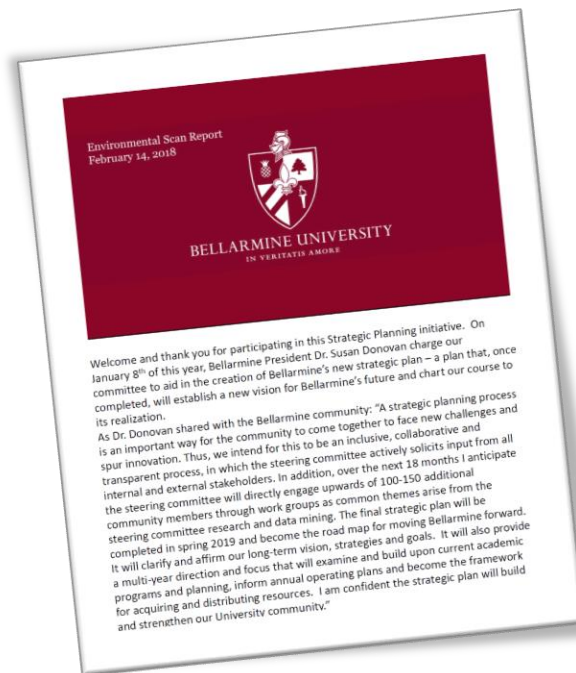 Environmental Scan Report
February 14, 2018
BELLARMINE UNIVERSITY
IN VERITATIS AMORE
Welcome and thank you for participating in this Strategic Planning initiative. On
January 8th of this year, Bellarmine President Dr. Susan Donovan charge our
committee to aid in the creation of Bellarmine's new strategic plan – a plan that, once
completed, will establish a new vision for Bellarmine's future and chart our course to
its realization.
As Dr. Donovan shared with the Bellarmine community: "A strategic planning process
is an important way for the community to come together to face new challenges and
spur innovation. Thus, we intend for this to be an inclusive, collaborative and
transparent process, in which the steering committee actively solicits input from all
internal and external stakeholders. In addition, over the next 18 months I anticipate
the steering committee will directly engage upwards of 100-150 additional
community members through work groups as common themes arise from the
steering committee research and data mining. The final strategic plan will be
completed in spring 2019 and become the road map for moving Bellarmine forward.
It will clarify and affirm our long-term vision, strategies and goals. It will also provide
a multi-year direction and focus that will examine and build upon current academic
programs and planning, inform annual operating plans and become the framework
for acquiring and distributing resources. I am confident the strategic plan will build
and strengthen our University community."